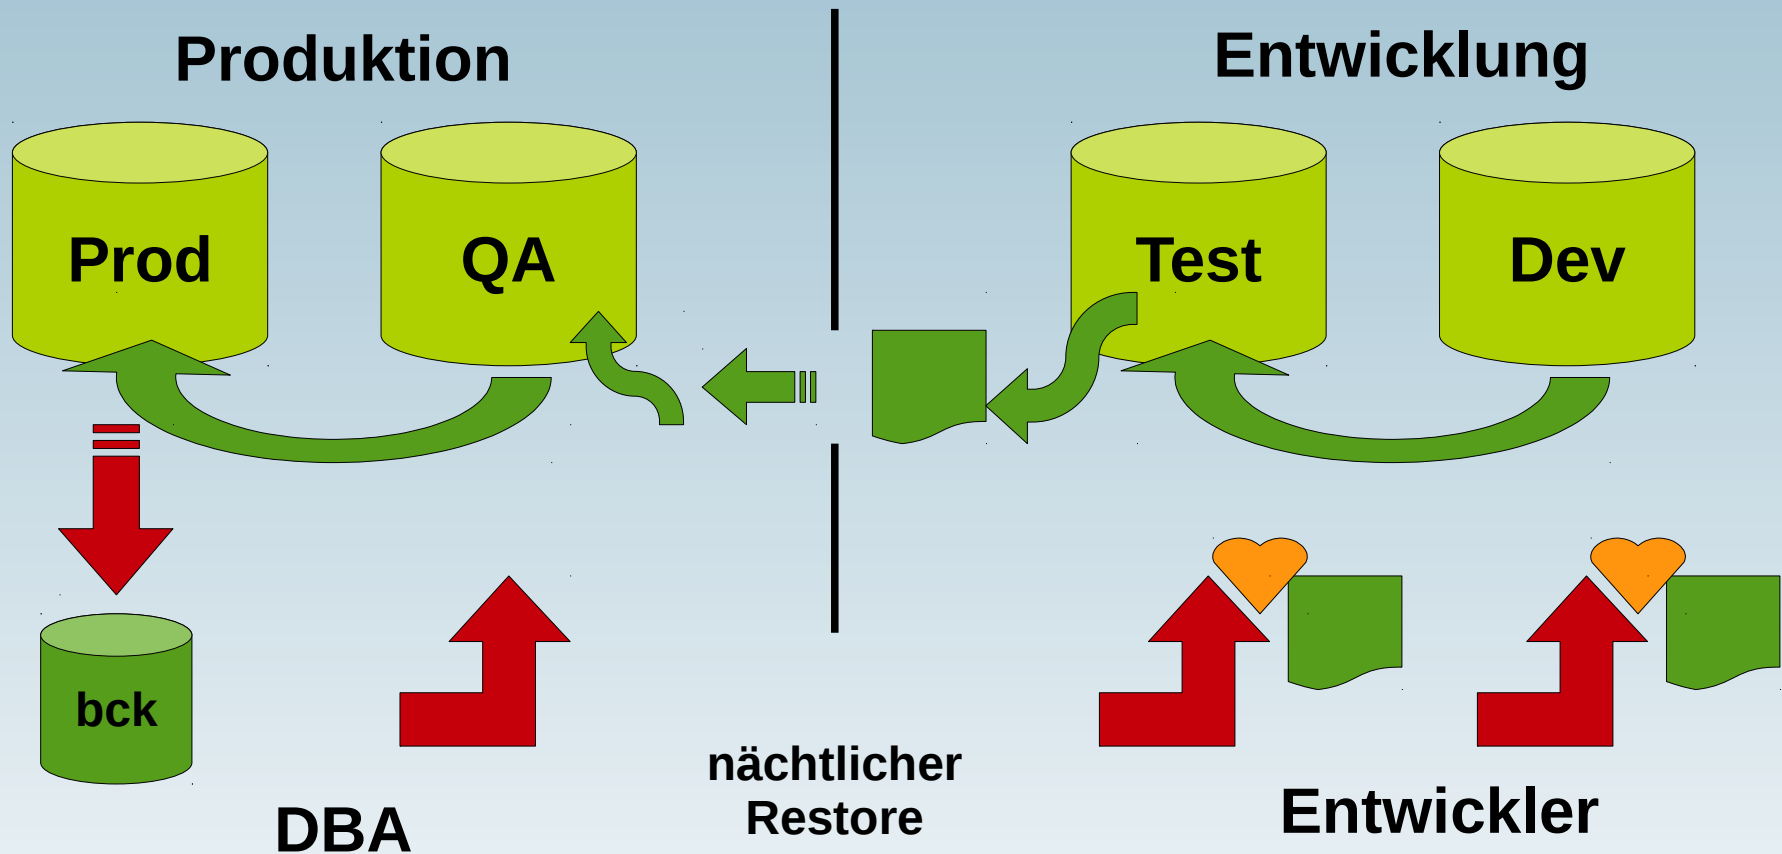 Produktion
Entwicklung
Prod
QA
Test
Dev
bck
nächtlicher
Restore
DBA
Entwickler